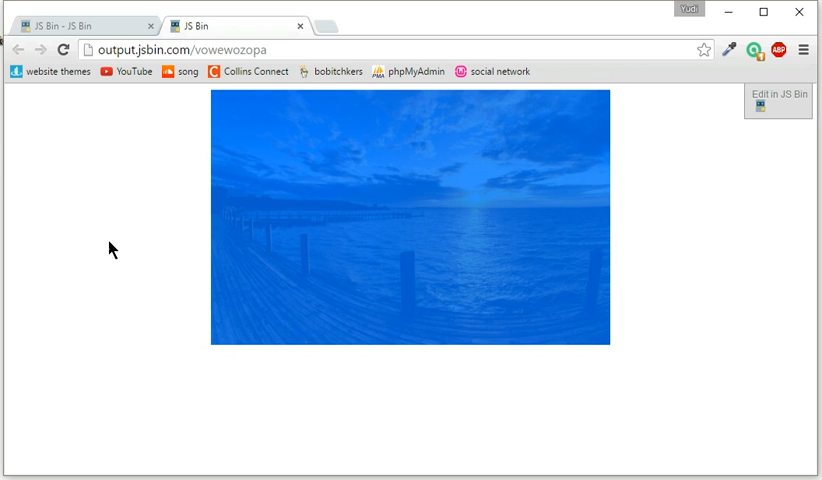 Yudi
JS Bin - JS Bin
JS Bin
output.jsbin.com/vowewozopa
ABP
website themes
YouTube
song
Collins Connect
bobitchkers
phpMyAdmin
social network
Edit in JS Bin